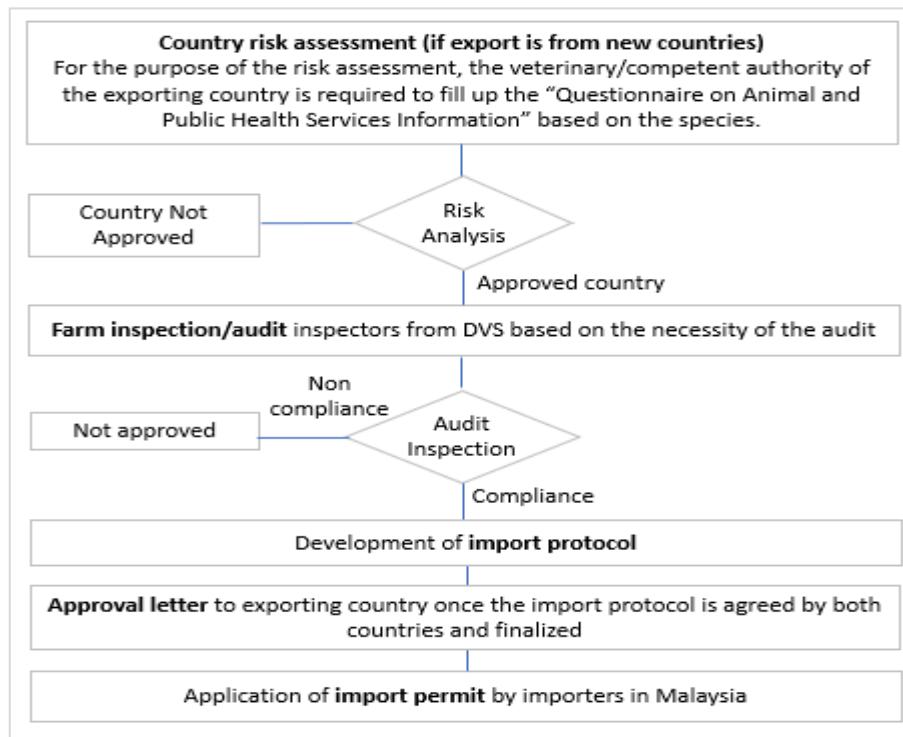 Country risk assessment (if export is from new countries)
For the purpose of the risk assessment, the veterinary/competent authority of
the exporting country is required to fill up the “Questionnaire on Animal and
Public Health Services Information” based on the species.
Country Not
Approved
Risk
Analysis
Approved country
Farm inspection/audit inspectors from DVS based on the necessity of the audit
Non
compliance
Not approved
Audit
Inspection
Compliance
Development of import protocol
Approval letter to exporting country once the import protocol is agreed by both
countries and finalized
Application of import permit by importers in Malaysia